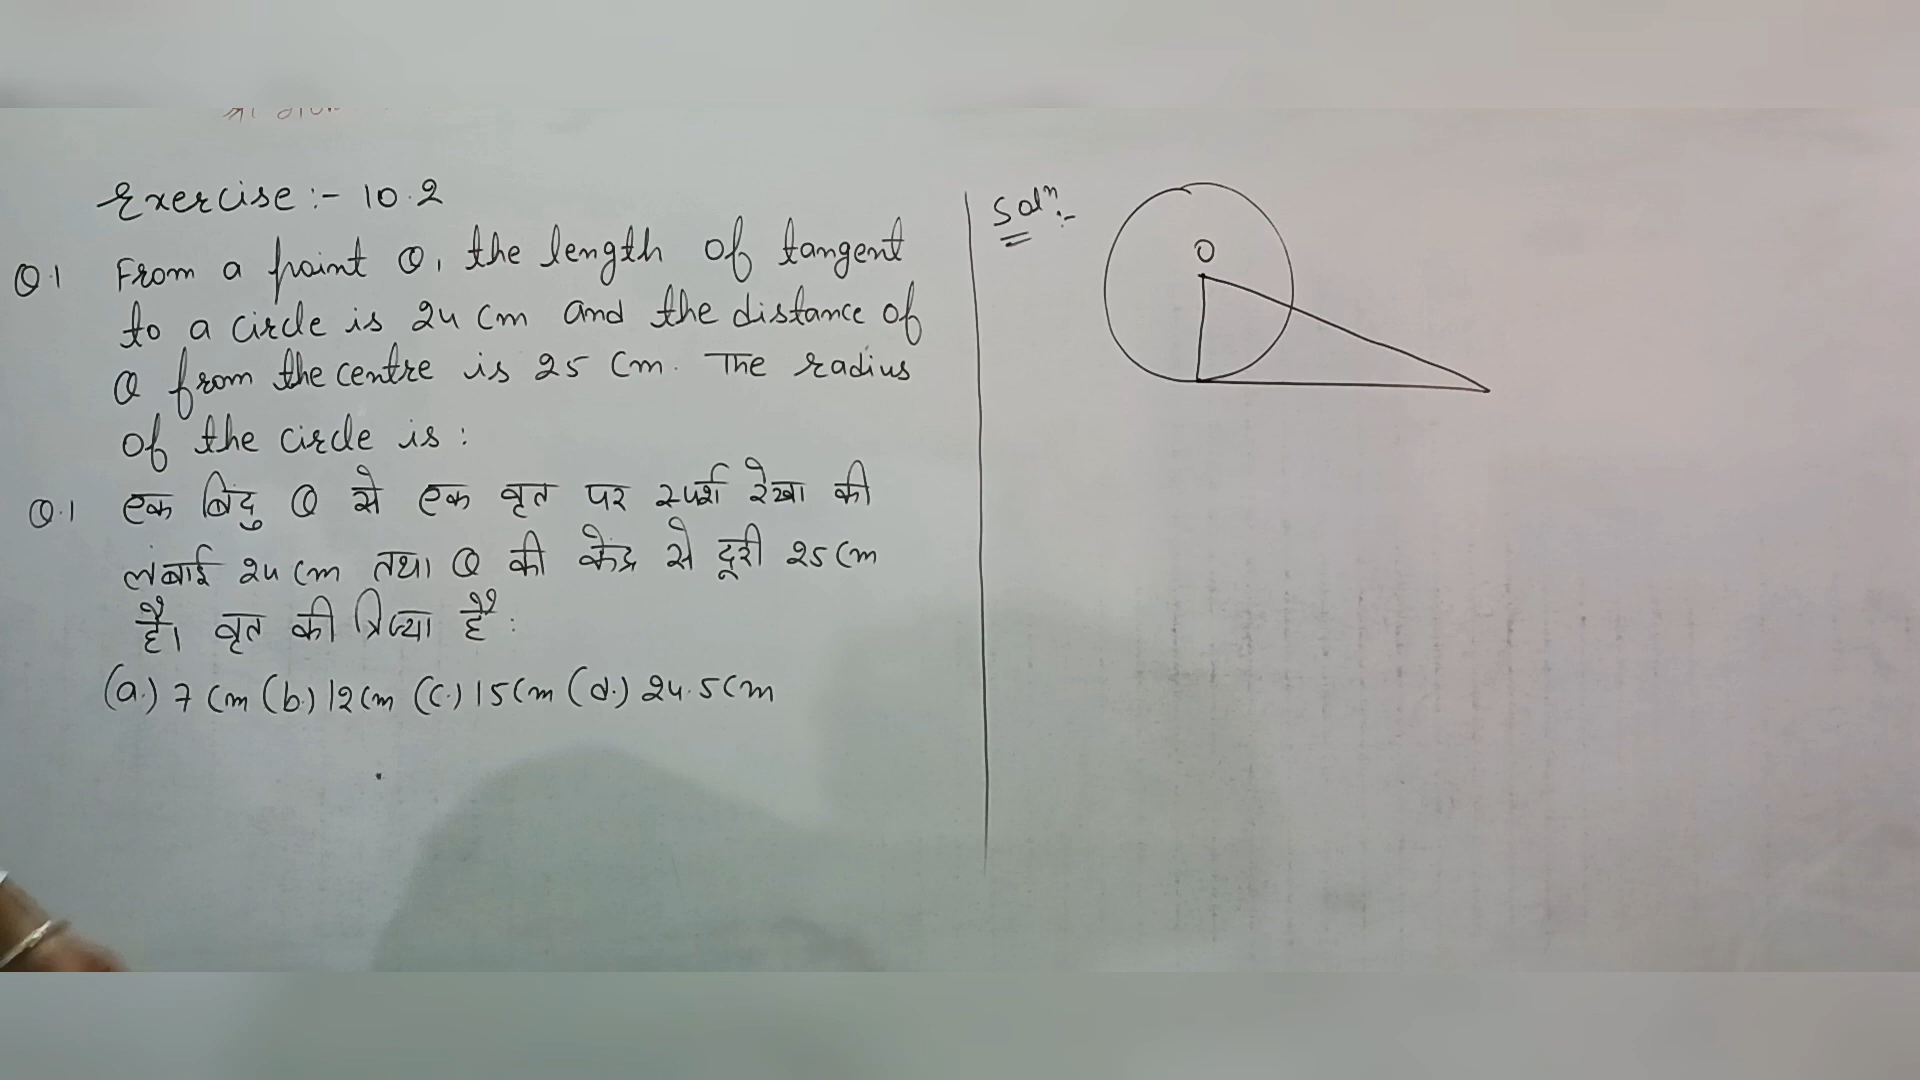 Exercise:- 10.2
Q.1 From a point Q, the length of tangent
to a circle is 24 cm and the distance of
Q from the centre is 25 cm. The radius
of the circle is:
Q.1 एक बिंदु Q से एक वृत पर स्पर्श रेखा की
लंबाई 24 cm तथा Q की केंद्र से दूरी 25 cm
है। वृत की त्रिज्या है:
(a.) 7 cm (b.) 12 cm (c.) 15 cm (d.) 24.5 cm
Solⁿ:-
O